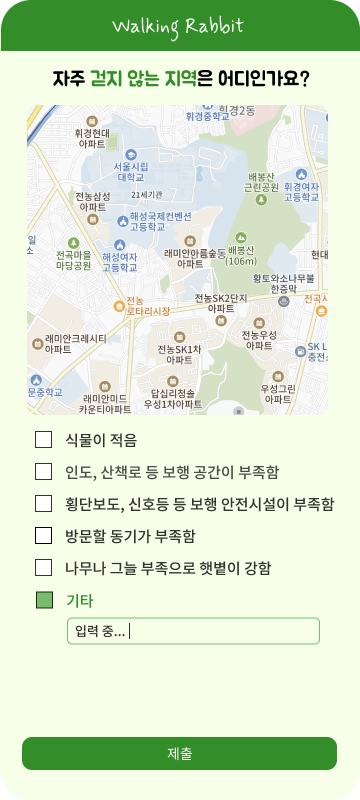 Walking Rabbit
자주 걷지 않는 지역은 어디인가요?
휘경중학교
휘경2동
휘경현대
아파트
서울시립
대학교
배봉산
근린공원
휘경여자
고등학교
전농삼성
아파트
21세기관
해성국제컨벤션
고등학교
전곡마을
마당공원
해성여자
고등학교
래미안아름숲동
아파트
배봉산
(106m)
현대
일
소
황토와소나무불
한증막
전농
로타리시장
전농SK2단지
아파트
전곡시
래미안크레시티
아파트
전농SK1차
아파트
전농우성
아파트
SK L
충전소
문중학교
래미안미드
카운티아파트
답십리청솔
우성1차아파트
우성그린
아파트
식물이 적음
인도, 산책로 등 보행 공간이 부족함
횡단보도, 신호등 등 보행 안전시설이 부족함
방문할 동기가 부족함
나무나 그늘 부족으로 햇볕이 강함
기타
입력 중...
제출